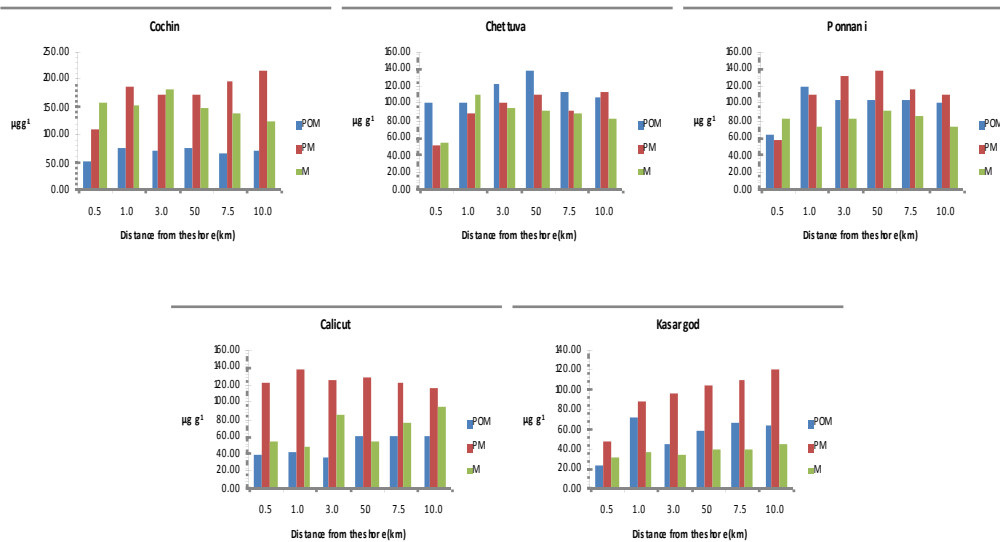 Cochin
250.00
200.00
150.00
100.00
50.00
0.00
µgg¹
0.5 1.0 3.0 50 7.5 10.0
Distance from the shore(km)
POM
PM
M
Chettuva
160.00
140.00
120.00
100.00
80.00
60.00
40.00
20.00
0.00
µg g¹
0.5 1.0 3.0 50 7.5 10.0
Distance from the shore(km)
POM
PM
M
Ponnani
160.00
140.00
120.00
100.00
80.00
60.00
40.00
20.00
0.00
µg g¹
0.5 1.0 3.0 50 7.5 10.0
Distance from the shore(km)
POM
PM
M
Calicut
160.00
140.00
120.00
100.00
80.00
60.00
40.00
20.00
0.00
µg g¹
0.5 1.0 3.0 50 7.5 10.0
Distance from the shore(km)
POM
PM
M
Kasargod
140.00
120.00
100.00
80.00
60.00
40.00
20.00
0.00
µg g¹
0.5 1.0 3.0 50 7.5 10.0
Distance from the shore(km)
POM
PM
M